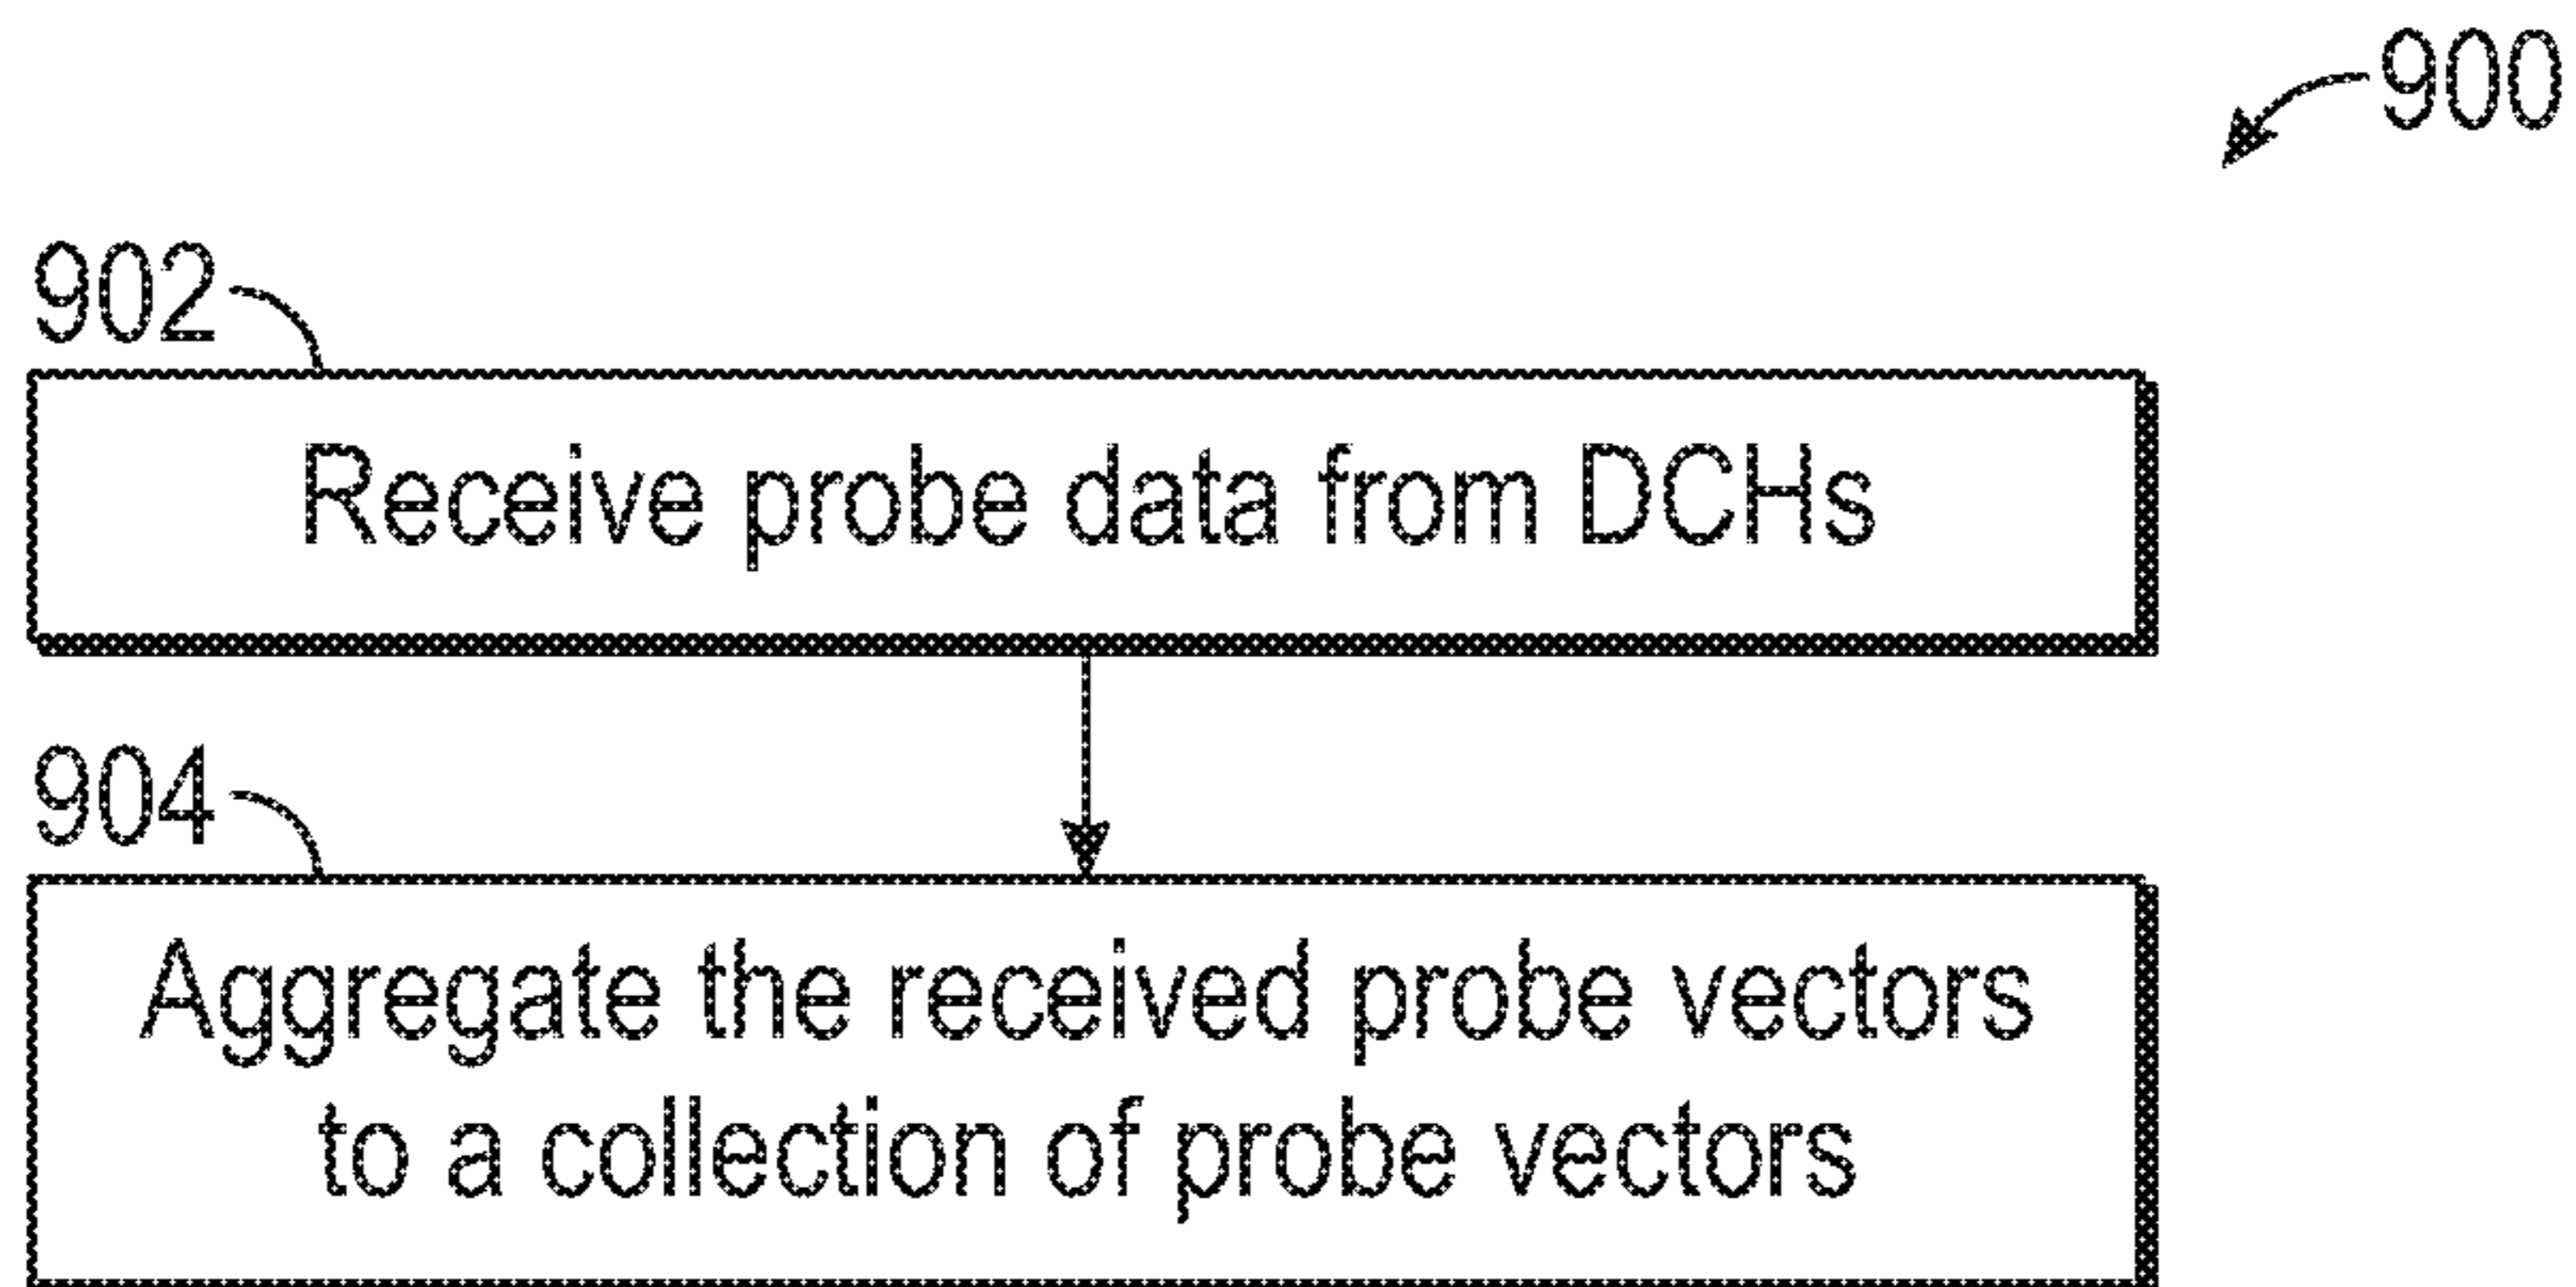 900
902
Receive probe data from DCHs
904
Aggregate the received probe vectors
to a collection of probe vectors